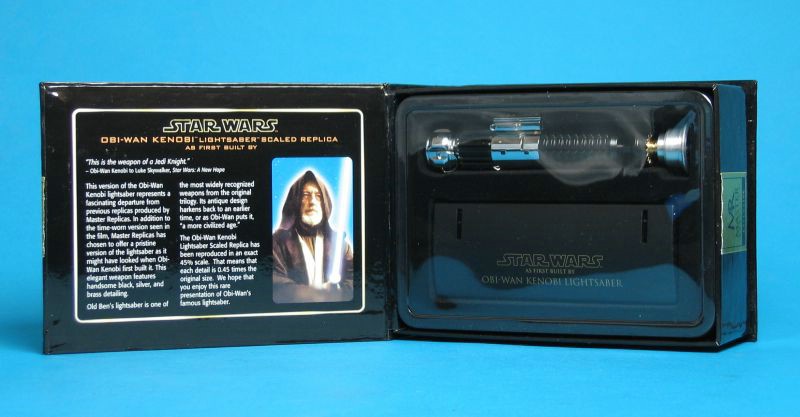 STAR WARS
OBI-WAN KENOBI™ LIGHTSABER™ SCALED REPLICA
AS FIRST BUILT BY
"This is the weapon of a Jedi Knight."
– Obi-Wan Kenobi to Luke Skywalker, Star Wars: A New Hope
This version of the Obi-Wan
Kenobi lightsaber represents a
fascinating departure from
previous replicas produced by
Master Replicas. In addition to
the time-worn version seen in
the film, Master Replicas has
chosen to offer a pristine
version of the lightsaber as it
might have looked when Obi-
Wan Kenobi first built it. This
elegant weapon features
handsome black, silver, and
brass detailing.
Old Ben's lightsaber is one of
the most widely recognized
weapons from the original
trilogy. Its antique design
harkens back to an earlier
time, or as Obi-Wan puts it,
"a more civilized age."
The Obi-Wan Kenobi
Lightsaber Scaled Replica has
been reproduced in an exact
45% scale. That means that
each detail is 0.45 times the
original size. We hope that
you enjoy this rare
presentation of Obi-Wan's
famous lightsaber.
STAR WARS
AS FIRST BUILT BY
OBI-WAN KENOBI LIGHTSABER